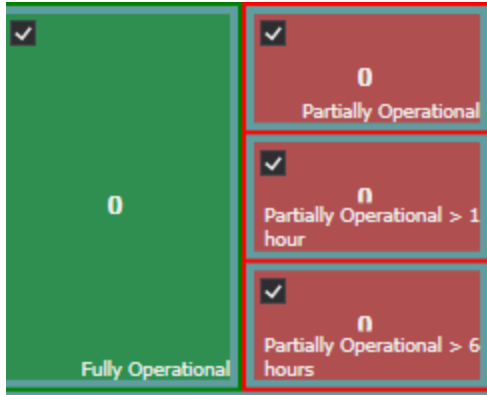 0
Fully Operational
0
Partially Operational
0
Partially Operational > 1
hour
0
Partially Operational > 6
hours